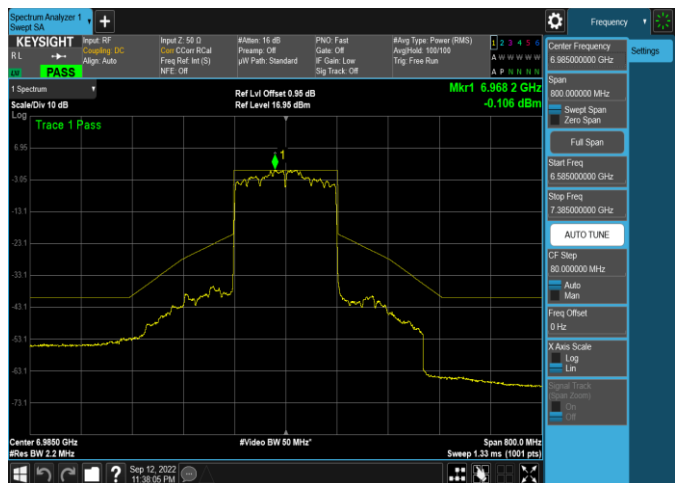 Spectrum Analyzer 1
Swept SA
+
Frequency
KEYSIGHT
RL
LW
PASS
Input: RF
Coupling: DC
Align: Auto
Input Z: 50 Ω
Corr CCorr RCal
Freq Ref: Int (S)
NFE: Off
#Atten: 16 dB
Preamp: Off
µW Path: Standard
PNO: Fast
Gate: Off
IF Gain: Low
Sig Track: Off
#Avg Type: Power (RMS)
Avg|Hold: 100/100
Trig: Free Run
1 2 3 4 5 6
A W W W W W
A P N N N N
1 Spectrum
Scale/Div 10 dB
Ref Lvl Offset 0.95 dB
Ref Level 16.95 dBm
Mkr1 6.968 2 GHz
-0.106 dBm
Log
Trace 1 Pass
1
6.95
-3.05
-13.1
-23.1
-33.1
-43.1
-53.1
-63.1
-73.1
Center 6.9850 GHz
#Res BW 2.2 MHz
#Video BW 50 MHz*
Span 800.0 MHz
Sweep 1.33 ms (1001 pts)
Center Frequency
6.985000000 GHz
Settings
Span
800.000000 MHz
Swept Span
Zero Span
Full Span
Start Freq
6.585000000 GHz
Stop Freq
7.385000000 GHz
AUTO TUNE
CF Step
80.000000 MHz
Auto
Man
Freq Offset
0 Hz
X Axis Scale
Log
Lin
Signal Track
(Span Zoom)
On
Off
?
Sep 12, 2022
11:38:05 PM